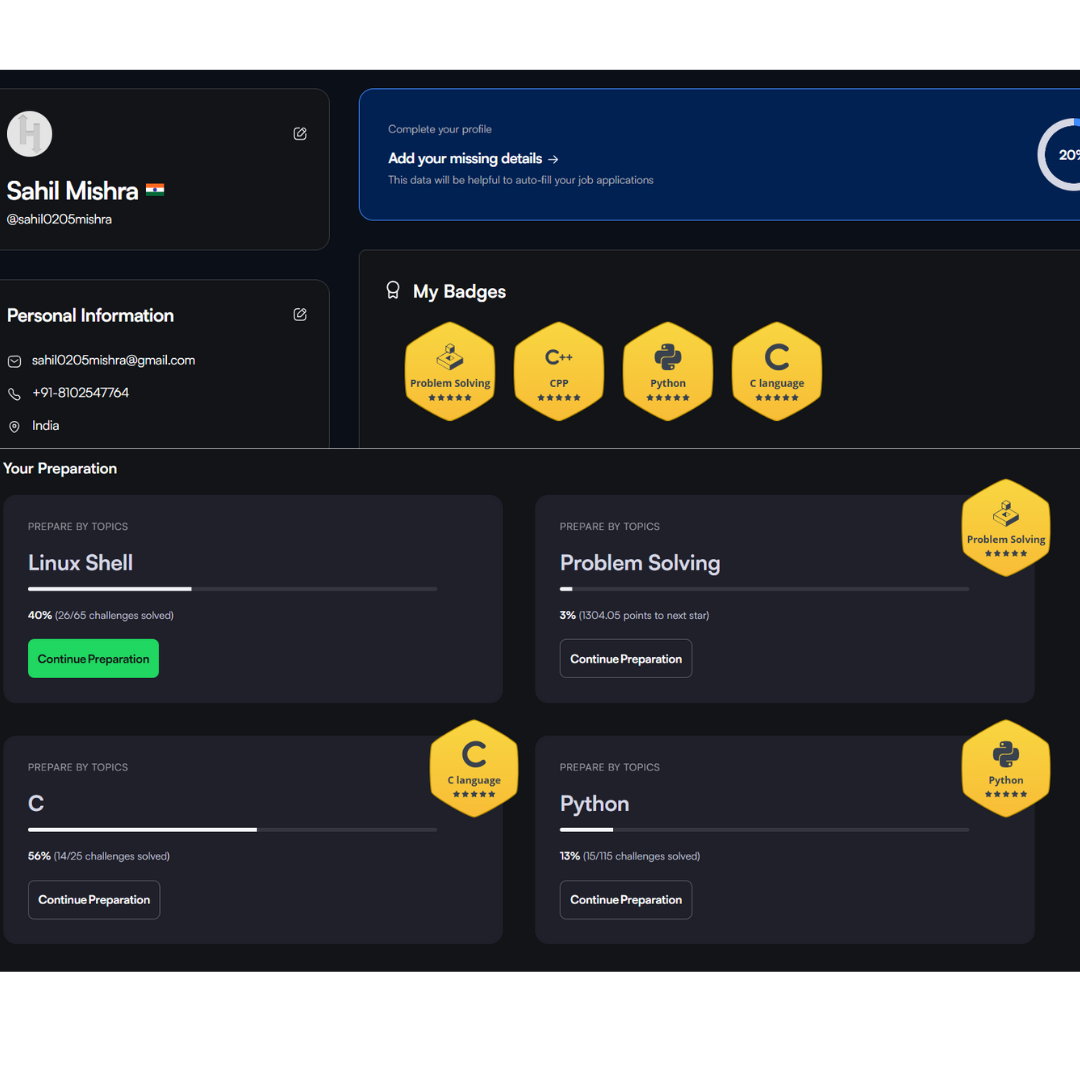 Sahil Mishra
@sahil0205mishra
Complete your profile
Add your missing details →
This data will be helpful to auto-fill your job applications
20%
Personal Information
sahil0205mishra@gmail.com
+91-8102547764
India
My Badges
Problem Solving
C++
CPP
Python
C
C language
Your Preparation
PREPARE BY TOPICS
Linux Shell
40% (26/65 challenges solved)
Continue Preparation
PREPARE BY TOPICS
Problem Solving
3% (1304.05 points to next star)
Continue Preparation
Problem Solving
PREPARE BY TOPICS
C
56% (14/25 challenges solved)
Continue Preparation
C
C language
PREPARE BY TOPICS
Python
13% (15/115 challenges solved)
Continue Preparation
Python